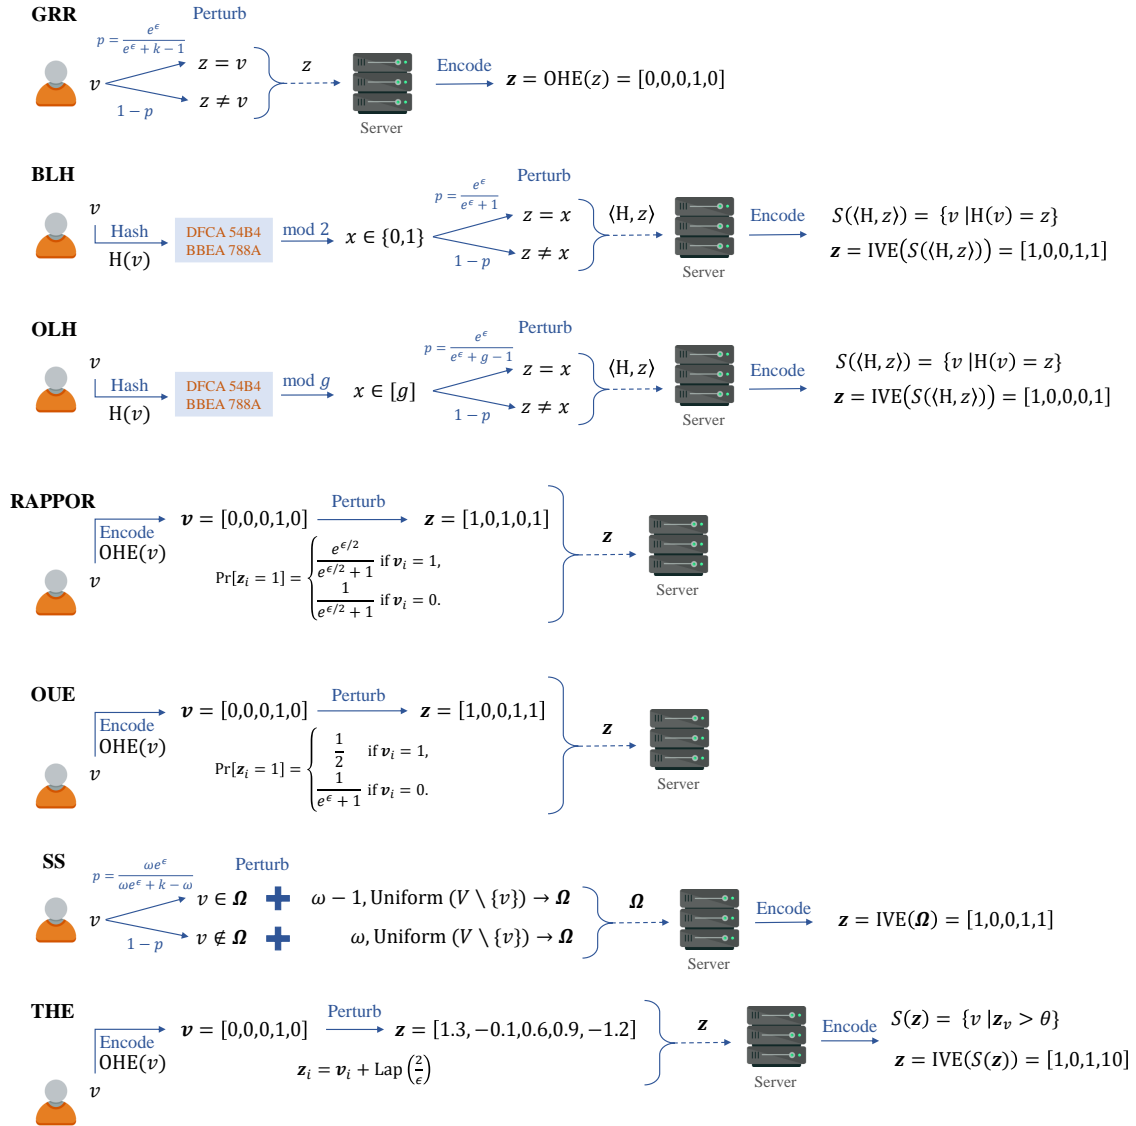 GRR
Perturb
p = e^ϵ / (e^ϵ + k − 1)
v
z = v
z ≠ v
1 − p
z
Server
Encode
𝒛 = OHE(z) = [0,0,0,1,0]
BLH
v
Hash
H(v)
DFCA 54B4
BBEA 788A
mod 2
x ∈ {0,1}
p = e^ϵ / (e^ϵ + 1)
Perturb
z = x
z ≠ x
1 − p
⟨H, z⟩
Server
Encode
S(⟨H, z⟩) = {v |H(v) = z}
𝒛 = IVE(S(⟨H, z⟩)) = [1,0,0,1,1]
OLH
v
Hash
H(v)
DFCA 54B4
BBEA 788A
mod g
x ∈ [g]
p = e^ϵ / (e^ϵ + g − 1)
Perturb
z = x
z ≠ x
1 − p
⟨H, z⟩
Server
Encode
S(⟨H, z⟩) = {v |H(v) = z}
𝒛 = IVE(S(⟨H, z⟩)) = [1,0,0,0,1]
RAPPOR
Encode
OHE(v)
v
𝒗 = [0,0,0,1,0]
Perturb
𝒛 = [1,0,1,0,1]
Pr[𝒛_i = 1] = { e^{ϵ/2} / (e^{ϵ/2} + 1) if 𝒗_i = 1,
1 / (e^{ϵ/2} + 1) if 𝒗_i = 0.
𝒛
Server
OUE
Encode
OHE(v)
v
𝒗 = [0,0,0,1,0]
Perturb
𝒛 = [1,0,0,1,1]
Pr[𝒛_i = 1] = { 1/2 if 𝒗_i = 1,
1 / (e^ϵ + 1) if 𝒗_i = 0.
𝒛
Server
SS
p = ωe^ϵ / (ωe^ϵ + k − ω)
Perturb
v
v ∈ 𝜴
ω − 1, Uniform (V \ {v}) → 𝜴
1 − p
v ∉ 𝜴
ω, Uniform (V \ {v}) → 𝜴
𝜴
Server
Encode
𝒛 = IVE(𝜴) = [1,0,0,1,1]
THE
Encode
OHE(v)
v
𝒗 = [0,0,0,1,0]
Perturb
𝒛 = [1.3, −0.1,0.6,0.9, −1.2]
𝒛_i = 𝒗_i + Lap (2/ϵ)
𝒛
Server
Encode
S(𝒛) = {v |𝒛_v > θ}
𝒛 = IVE(S(𝒛)) = [1,0,1,10]